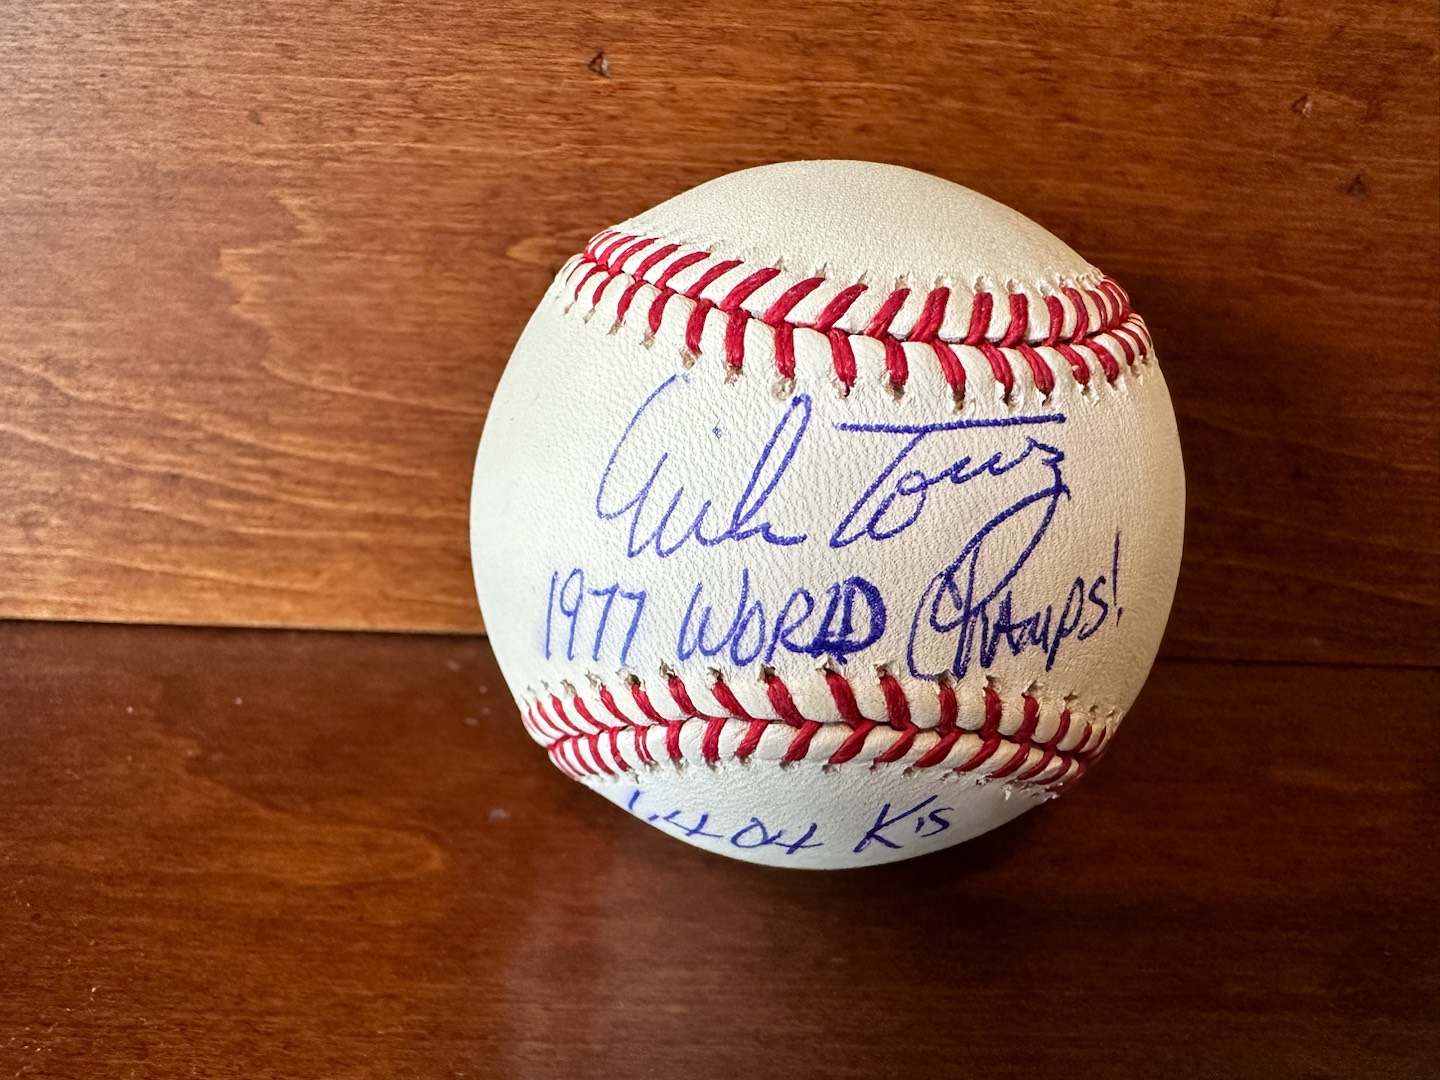 Mike Torrez
1977 WORLD CHAMPS!
1,404 K's